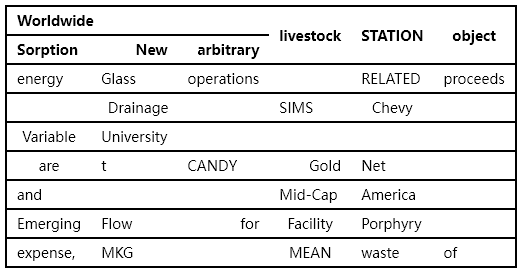 Worldwide livestock STATION object
Sorption New arbitrary
energy Glass operations RELATED proceeds
Drainage SIMS Chevy
Variable University
are t CANDY Gold Net
and Mid-Cap America
Emerging Flow for Facility Porphyry
expense, MKG MEAN waste of